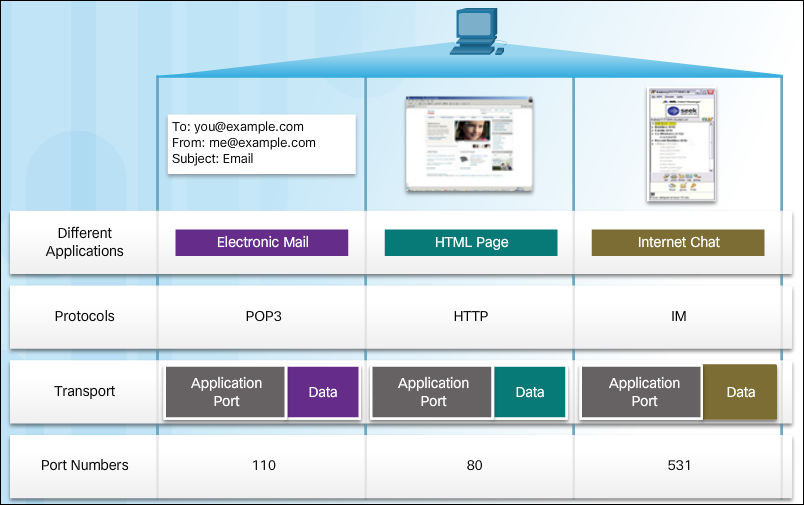 To: you@example.com
From: me@example.com
Subject: Email
seek
Different
Applications
Electronic Mail
HTML Page
Internet Chat
Protocols
POP3
HTTP
IM
Transport
Application
Port
Data
Application
Port
Data
Application
Port
Data
Port Numbers
110
80
531